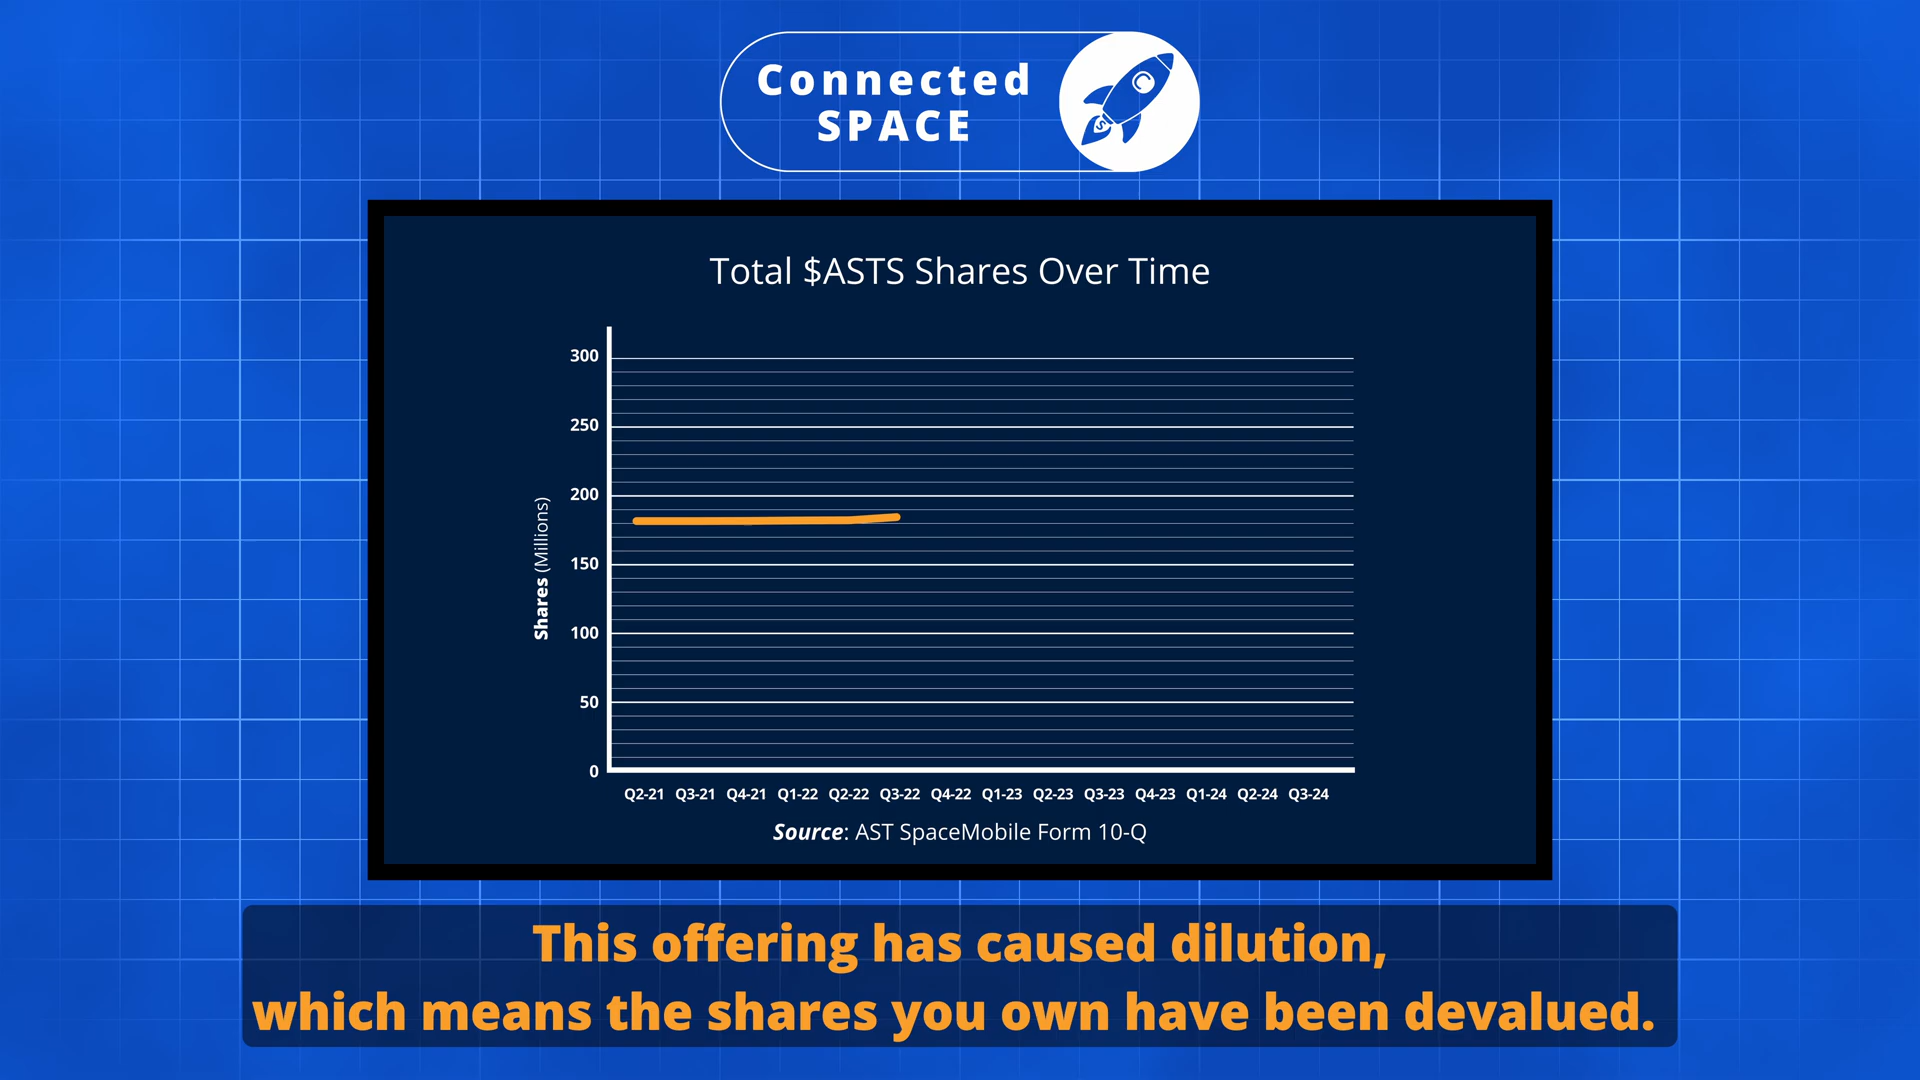 Connected
SPACE
Total $ASTS Shares Over Time
300
250
200
150
100
50
0
Shares (Millions)
Q2-21 Q3-21 Q4-21 Q1-22 Q2-22 Q3-22 Q4-22 Q1-23 Q2-23 Q3-23 Q4-23 Q1-24 Q2-24 Q3-24
Source: AST SpaceMobile Form 10-Q
This offering has caused dilution,
which means the shares you own have been devalued.